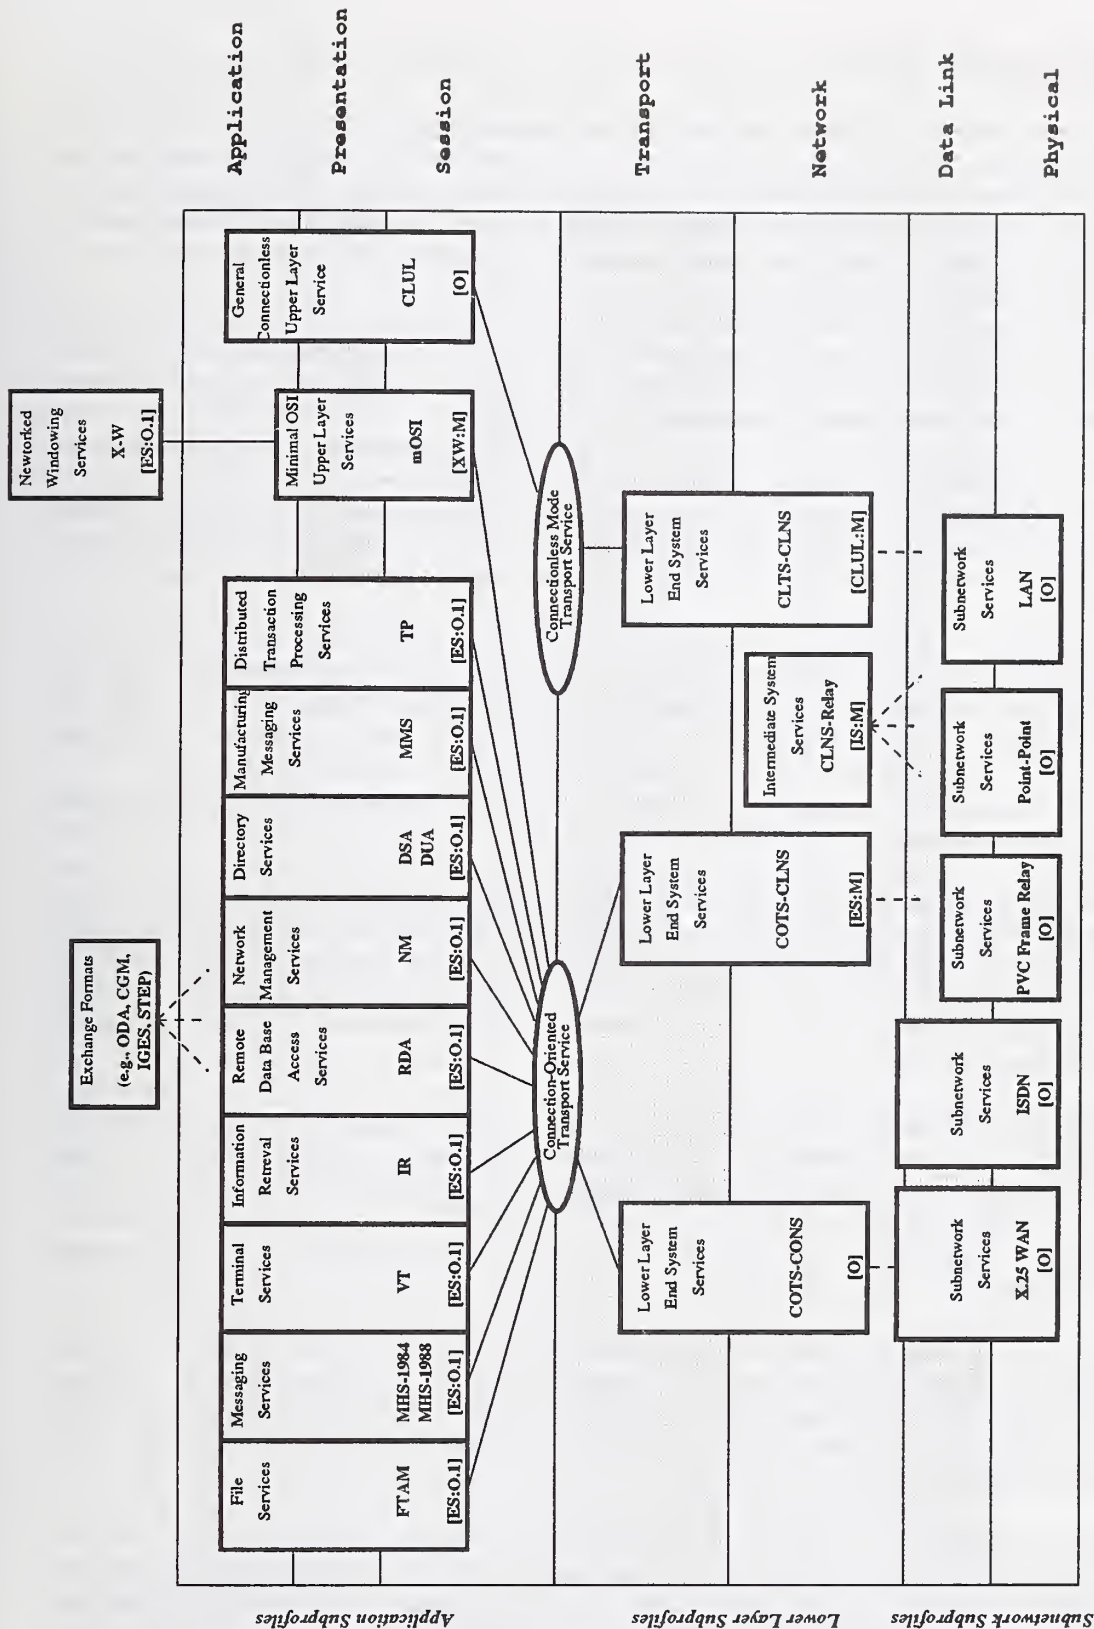 Exchange Formats
(e.g., ODA, CGM,
IGES, STEP)
Newtorked
Windowing
Services
X-W
[ES:O.1]
Application
Presentation
Session
Transport
Network
Data Link
Physical
Application Subprofiles
Lower Layer Subprofiles
Subnetwork Subprofiles
File
Services
FTAM
[ES:O.1]
Messaging
Services
MHS-1984
MHS-1988
[ES:O.1]
Terminal
Services
VT
[ES:O.1]
Information
Retreval
Services
IR
[ES:O.1]
Remote
Data Base
Access
Services
RDA
[ES:O.1]
Network
Management
Services
NM
[ES:O.1]
Directory
Services
DSA
DUA
[ES:O.1]
Manufacturing
Messaging
Services
MMS
[ES:O.1]
Distributed
Transaction
Processing
Services
TP
[ES:O.1]
Minimal OSI
Upper Layer
Services
mOSI
[XW:M]
General
Connectionless
Upper Layer
Service
CLUL
[O]
Connection-Oriented
Transport Service
Connectionless Mode
Transport Service
Lower Layer
End System
Services
COTS-CONS
[O]
Lower Layer
End System
Services
COTS-CLNS
[ES:M]
Intermediate System
Services
CLNS-Relay
[IS:M]
Lower Layer
End System
Services
CLTS-CLNS
[CLUL:M]
Subnetwork
Services
X.25 WAN
[O]
Subnetwork
Services
ISDN
[O]
Subnetwork
Services
PVC Frame Relay
[O]
Subnetwork
Services
Point-Point
[O]
Subnetwork
Services
LAN
[O]